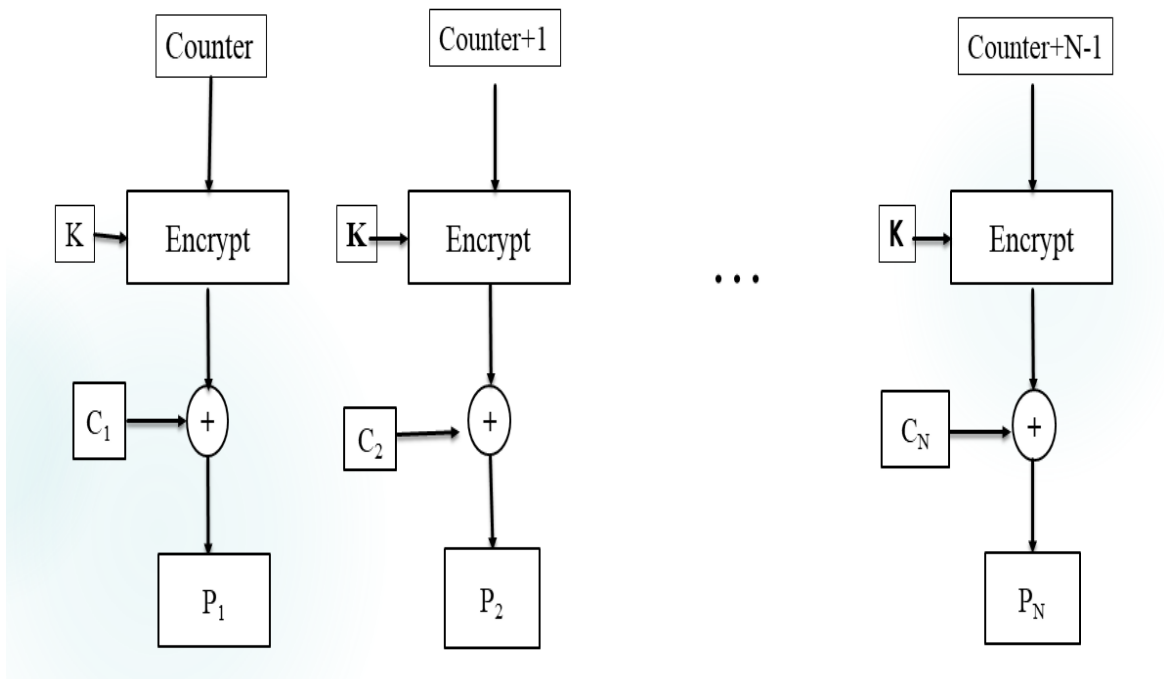 Counter
Counter+1
Counter+N-1
K
Encrypt
K
Encrypt
...
K
Encrypt
C₁
+
C₂
+
Cₙ
+
P₁
P₂
Pₙ